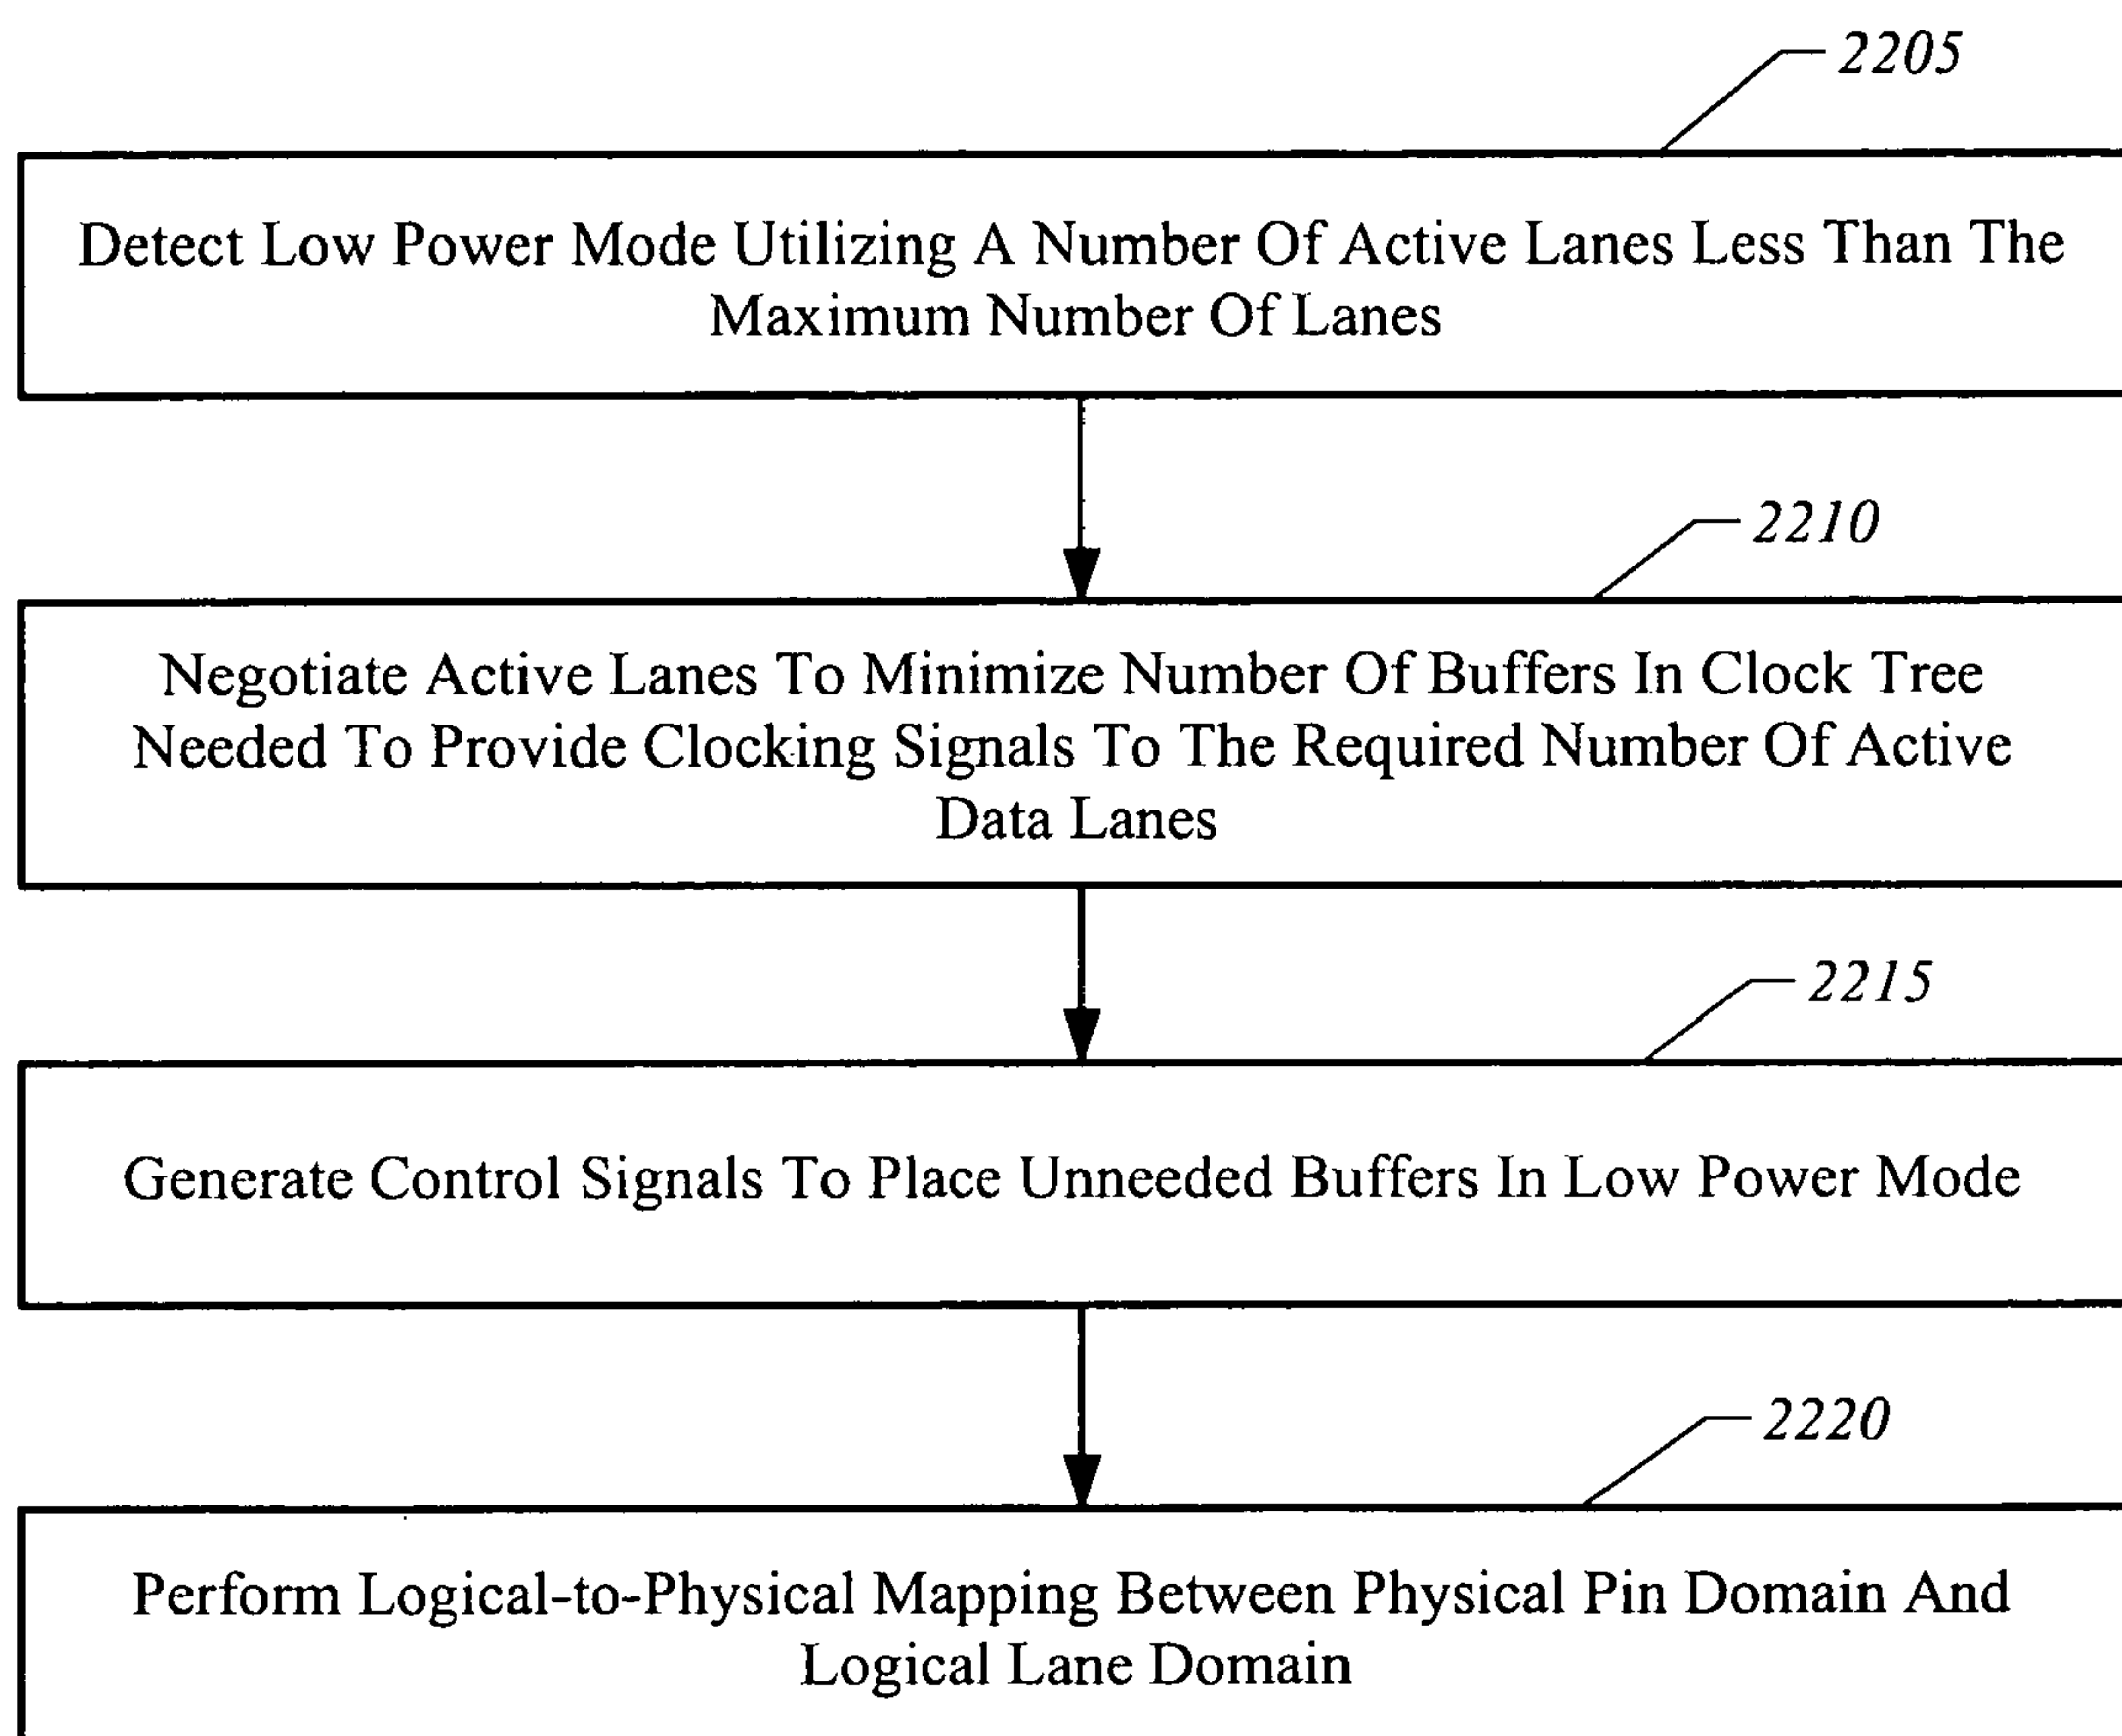 2205
Detect Low Power Mode Utilizing A Number Of Active Lanes Less Than The
Maximum Number Of Lanes
2210
Negotiate Active Lanes To Minimize Number Of Buffers In Clock Tree
Needed To Provide Clocking Signals To The Required Number Of Active
Data Lanes
2215
Generate Control Signals To Place Unneeded Buffers In Low Power Mode
2220
Perform Logical-to-Physical Mapping Between Physical Pin Domain And
Logical Lane Domain